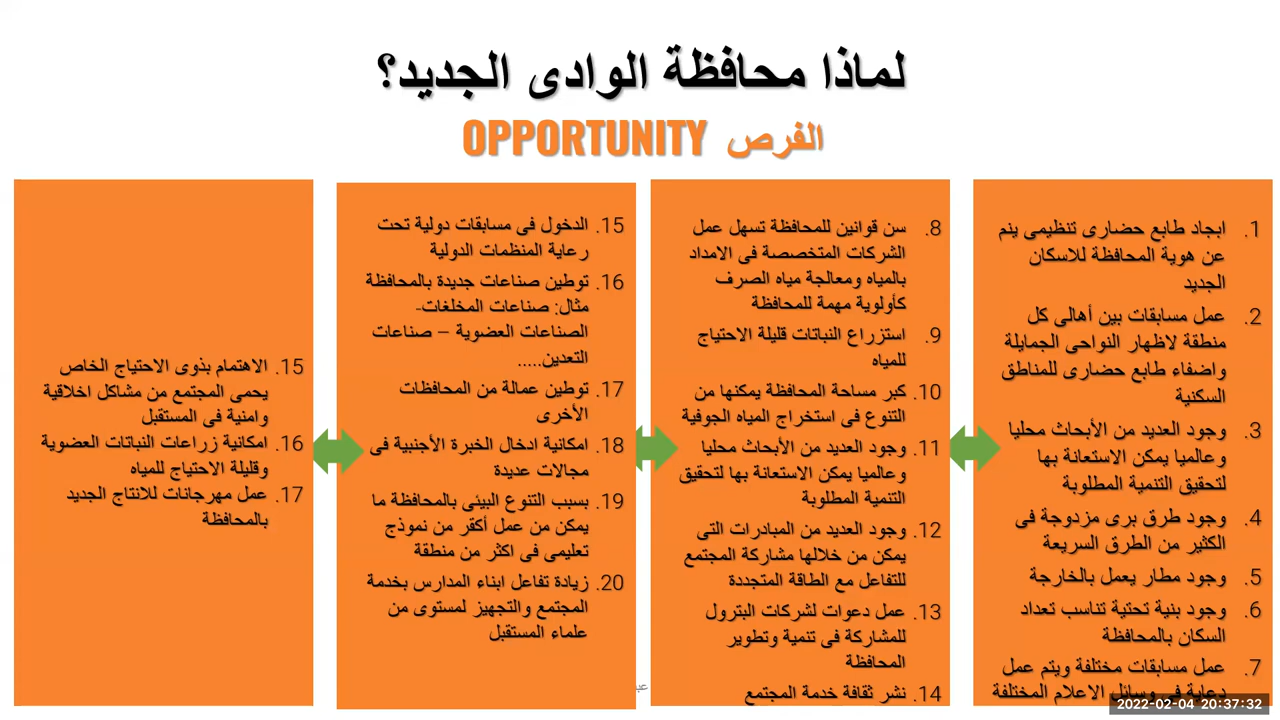 لماذا محافظة الوادى الجديد؟
الفرص OPPORTUNITY
1. ايجاد طابع حضارى تنظيمى ينم
عن هوية المحافظة للاسكان
الجديد
2. عمل مسابقات بين أهالى كل
منطقة لاظهار النواحى الجمايلة
واضفاء طابع حضارى للمناطق
السكنية
3. وجود العديد من الأبحاث محليا
وعالميا يمكن الاستعانة بها
لتحقيق التنمية المطلوبة
4. وجود طرق برى مزدوجة فى
الكثير من الطرق السريعة
5. وجود مطار يعمل بالخارجة
6. وجود بنية تحتية تناسب تعداد
السكان بالمحافظة
7. عمل مسابقات مختلفة ويتم عمل
دعاية فى وسائل الاعلام المختلفة
8. سن قوانين للمحافظة تسهل عمل
الشركات المتخصصة فى الامداد
بالمياه ومعالجة مياه الصرف
كأولوية مهمة للمحافظة
9. استزراع النباتات قليلة الاحتياج
للمياه
10. كبر مساحة المحافظة يمكنها من
التنوع فى استخراج المياه الجوفية
11. وجود العديد من الأبحاث محليا
وعالميا يمكن الاستعانة بها لتحقيق
التنمية المطلوبة
12. وجود العديد من المبادرات التى
يمكن من خلالها مشاركة المجتمع
للتفاعل مع الطاقة المتجددة
13. عمل دعوات لشركات البترول
للمشاركة فى تنمية وتطوير
المحافظة
14. نشر ثقافة خدمة المجتمع
15. الدخول فى مسابقات دولية تحت
رعاية المنظمات الدولية
16. توطين صناعات جديدة بالمحافظة
مثال: صناعات المخلفات-
الصناعات العضوية – صناعات
التعدين.....
17. توطين عمالة من المحافظات
الأخرى
18. امكانية ادخال الخبرة الأجنبية فى
مجالات عديدة
19. بسبب التنوع البيئى بالمحافظة ما
يمكن من عمل أكقر من نموذج
تعليمى فى اكثر من منطقة
20. زيادة تفاعل ابناء المدارس بخدمة
المجتمع والتجهيز لمستوى من
علماء المستقبل
15. الاهتمام بذوى الاحتياج الخاص
يحمى المجتمع من مشاكل اخلاقية
وامنية فى المستقبل
16. امكانية زراعات النباتات العضوية
وقليلة الاحتياج للمياه
17. عمل مهرجانات للانتاج الجديد
بالمحافظة
2022-02-04 20:37:32